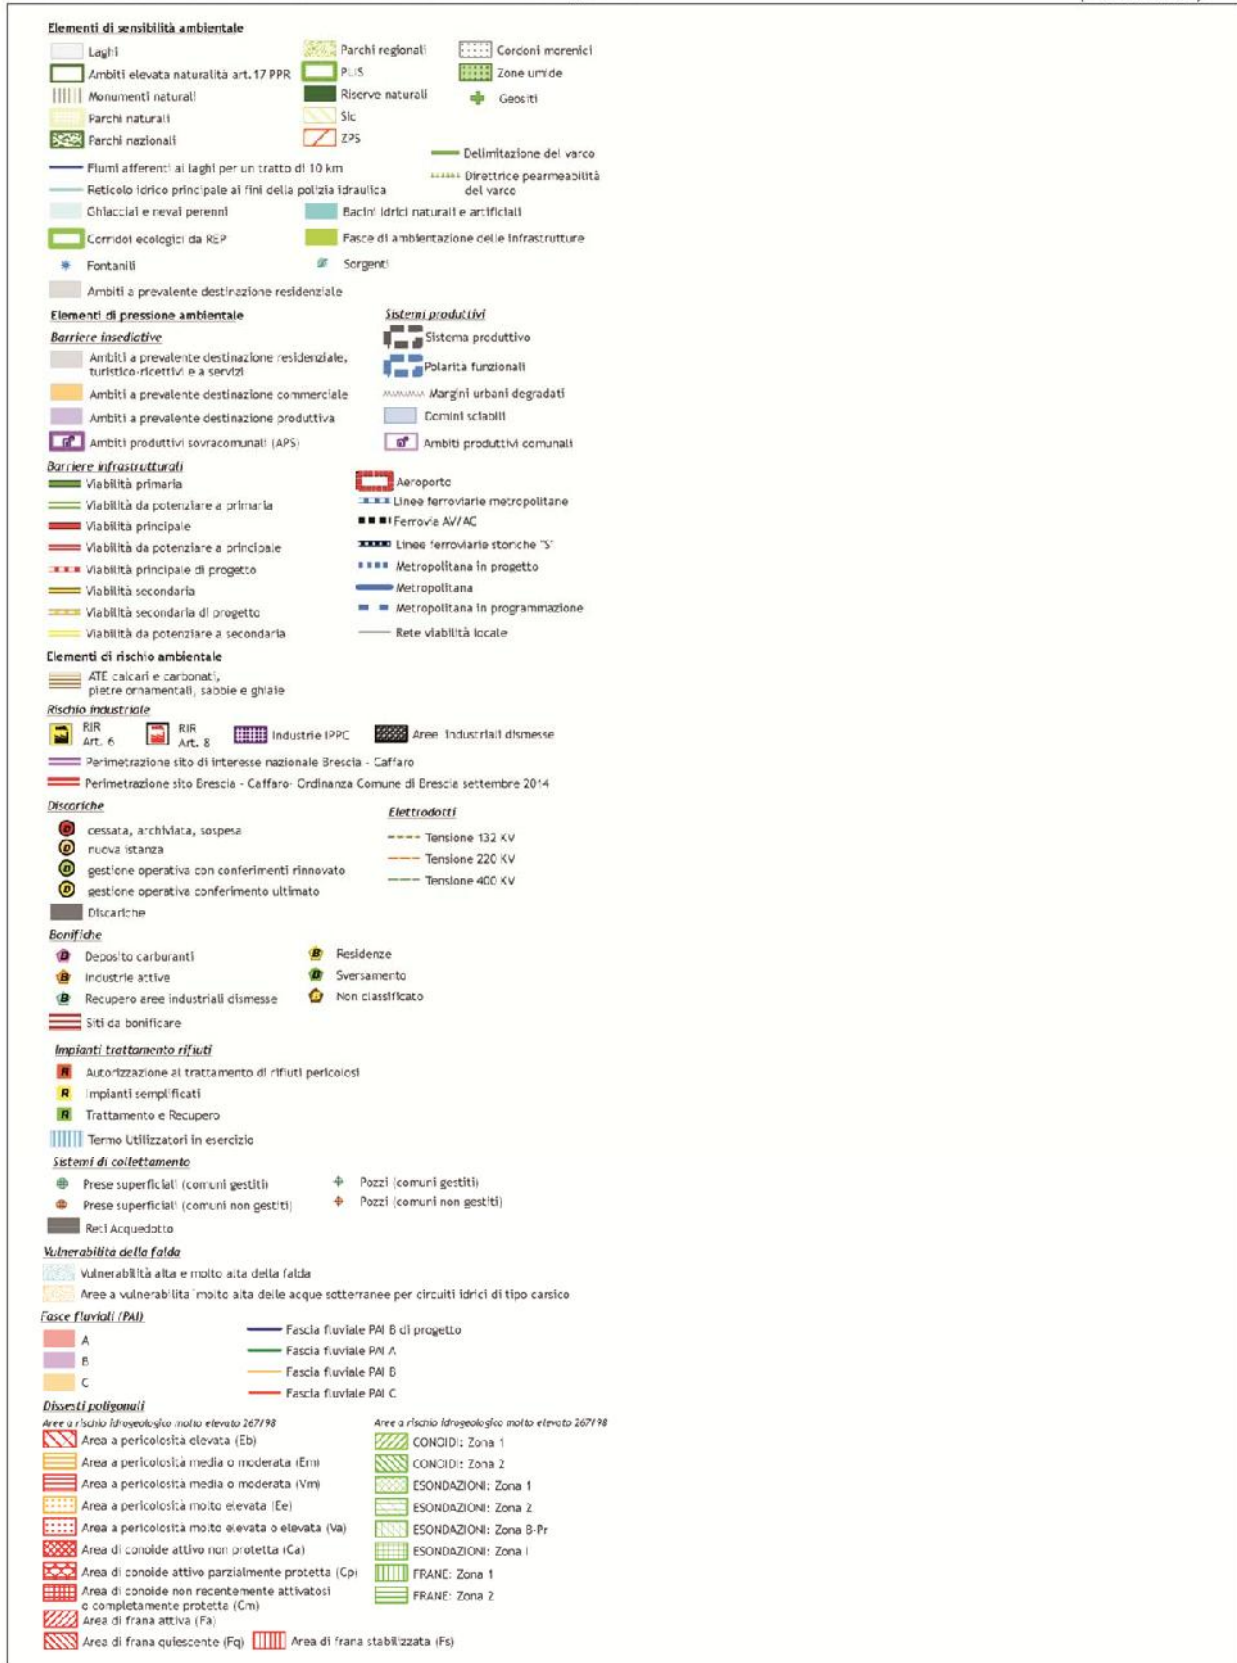 Elementi di sensibilità ambientale
Laghi
Parchi regionali
Cordoni morenici
Ambiti elevata naturalità art.17 PPR
PLIS
Zone umide
Monumenti naturali
Riserve naturali
Geositi
Parchi naturali
Sic
Parchi nazionali
ZPS
Delimitazione del varco
Fiumi afferenti ai laghi per un tratto di 10 km
Direttrice pearmeabilità
del varco
Reticolo idrico principale ai fini della polizia idraulica
Ghiacciai e nevai perenni
Bacini idrici naturali e artificiali
Corridoi ecologici da REP
Fasce di ambientazione delle infrastrutture
Fontanili
Sorgenti
Ambiti a prevalente destinazione residenziale
Elementi di pressione ambientale
Barriere insediative
Ambiti a prevalente destinazione residenziale,
turistico-ricettivi e a servizi
Ambiti a prevalente destinazione commerciale
Ambiti a prevalente destinazione produttiva
Ambiti produttivi sovracomunali (APS)
Sistemi produttivi
Sistema produttivo
Polarità funzionali
Margini urbani degradati
Domini sciabili
Ambiti produttivi comunali
Barriere infrastrutturali
Viabilità primaria
Viabilità da potenziare a primaria
Viabilità principale
Viabilità da potenziare a principale
Viabilità principale di progetto
Viabilità secondaria
Viabilità secondaria di progetto
Viabilità da potenziare a secondaria
Aeroporto
Linee ferroviarie metropolitane
Ferrovia AV/AC
Linee ferroviarie storiche "S"
Metropolitana in progetto
Metropolitana
Metropolitana in programmazione
Rete viabilità locale
Elementi di rischio ambientale
ATE calcari e carbonati,
pietre ornamentali, sabbie e ghiaie
Rischio industriale
RIR
Art. 6
RIR
Art. 8
Industrie IPPC
Aree industriali dismesse
Perimetrazione sito di interesse nazionale Brescia - Caffaro
Perimetrazione sito Brescia - Caffaro- Ordinanza Comune di Brescia settembre 2014
Discariche
D cessata, archiviata, sospesa
D nuova istanza
D gestione operativa con conferimenti rinnovato
D gestione operativa conferimento ultimato
Discariche
Elettrodotti
Tensione 132 KV
Tensione 220 KV
Tensione 400 KV
Bonifiche
D Deposito carburanti
B Industrie attive
B Recupero aree industriali dismesse
Siti da bonificare
B Residenze
D Sversamento
Non classificato
Impianti trattamento rifiuti
R Autorizzazione al trattamento di rifiuti pericolosi
R Impianti semplificati
R Trattamento e Recupero
Termo Utilizzatori in esercizio
Sistemi di collettamento
Prese superficiali (comuni gestiti)
Pozzi (comuni gestiti)
Prese superficiali (comuni non gestiti)
Pozzi (comuni non gestiti)
Reti Acquedotto
Vulnerabilità della falda
Vulnerabilità alta e molto alta della falda
Aree a vulnerabilita`molto alta delle acque sotterranee per circuiti idrici di tipo carsico
Fasce fluviali (PAI)
A
B
C
Fascia fluviale PAI B di progetto
Fascia fluviale PAI A
Fascia fluviale PAI B
Fascia fluviale PAI C
Dissesti poligonali
Aree a rischio idrogeologico molto elevato 267/98
Area a pericolosità elevata (Eb)
Area a pericolosità media o moderata (Em)
Area a pericolosità media o moderata (Vm)
Area a pericolosità molto elevata (Ee)
Area a pericolosità molto elevata o elevata (Va)
Area di conoide attivo non protetta (Ca)
Area di conoide attivo parzialmente protetta (Cp)
Area di conoide non recentemente attivatosi
o completamente protetta (Cm)
Area di frana attiva (Fa)
Area di frana quiescente (Fq)
Area di frana stabilizzata (Fs)
Aree a rischio idrogeologico molto elevato 267/98
CONOIDI: Zona 1
CONOIDI: Zona 2
ESONDAZIONI: Zona 1
ESONDAZIONI: Zona 2
ESONDAZIONI: Zona B-Pr
ESONDAZIONI: Zona I
FRANE: Zona 1
FRANE: Zona 2